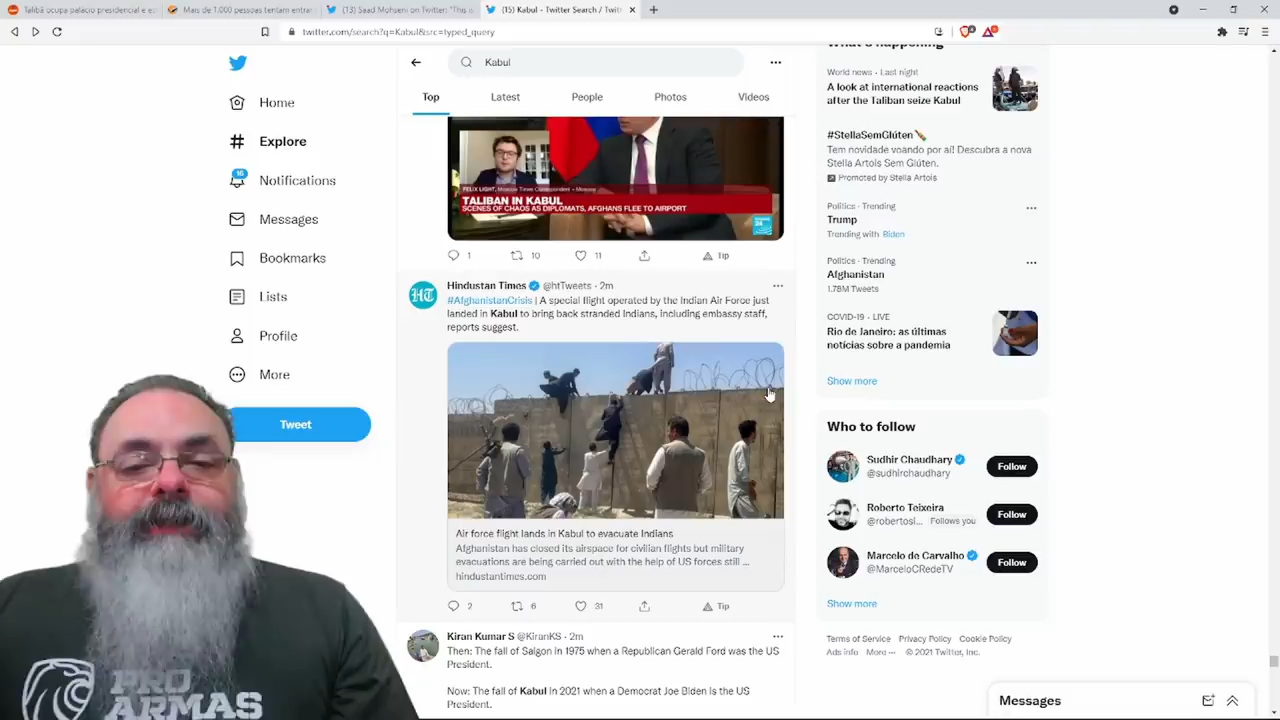 Talibã ocupa palácio presidencial e es
Mais de 1.000 pessoas tentam entrar
(13) Saad Mohseni on Twitter: "This is
(15) Kabul - Twitter Search / Twitt
twitter.com/search?q=Kabul&src=typed_query
Home
Explore
16
Notifications
Messages
Bookmarks
Lists
Profile
More
Tweet
PRO
ARMAS
Kabul
Top
Latest
People
Photos
Videos
FELIX LIGHT, Moscow Times Correspondent - Moscow
TALIBAN IN KABUL
SCENES OF CHAOS AS DIPLOMATS, AFGHANS FLEE TO AIRPORT
1
10
11
Tip
HT
Hindustan Times @htTweets · 2m
#AfghanistanCrisis | A special flight operated by the Indian Air Force just
landed in Kabul to bring back stranded Indians, including embassy staff,
reports suggest.
Air force flight lands in Kabul to evacuate Indians
Afghanistan has closed its airspace for civilian flights but military
evacuations are being carried out with the help of US forces still ...
hindustantimes.com
2
6
31
Tip
Kiran Kumar S @KiranKS · 2m
Then: The fall of Saigon in 1975 when a Republican Gerald Ford was the US
President.
Now: The fall of Kabul in 2021 when a Democrat Joe Biden is the US
President.
What's happening
World news · Last night
A look at international reactions
after the Taliban seize Kabul
#StellaSemGlúten
Tem novidade voando por aí! Descubra a nova
Stella Artois Sem Glúten.
Promoted by Stella Artois
Politics · Trending
Trump
Trending with Biden
Politics · Trending
Afghanistan
1.78M Tweets
COVID-19 · LIVE
Rio de Janeiro: as últimas
notícias sobre a pandemia
Show more
Who to follow
Sudhir Chaudhary
@sudhirchaudhary
Follow
Roberto Teixeira
@robertosl... Follows you
Follow
Marcelo de Carvalho
@MarceloCRedeTV
Follow
Show more
Terms of Service Privacy Policy Cookie Policy
Ads info More ··· © 2021 Twitter, Inc.
Messages